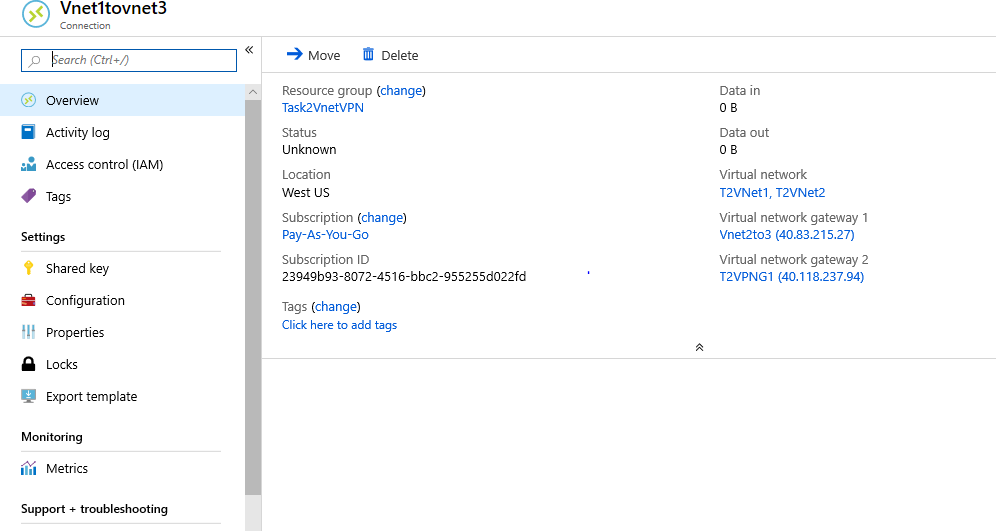 Vnet1tovnet3
Connection
Search (Ctrl+/)
«
Overview
Activity log
Access control (IAM)
Tags
Settings
Shared key
Configuration
Properties
Locks
Export template
Monitoring
Metrics
Support + troubleshooting
Move
Delete
Resource group (change)
Task2VnetVPN
Status
Unknown
Location
West US
Subscription (change)
Pay-As-You-Go
Subscription ID
23949b93-8072-4516-bbc2-955255d022fd
Tags (change)
Click here to add tags
Data in
0 B
Data out
0 B
Virtual network
T2VNet1, T2VNet2
Virtual network gateway 1
Vnet2to3 (40.83.215.27)
Virtual network gateway 2
T2VPNG1 (40.118.237.94)